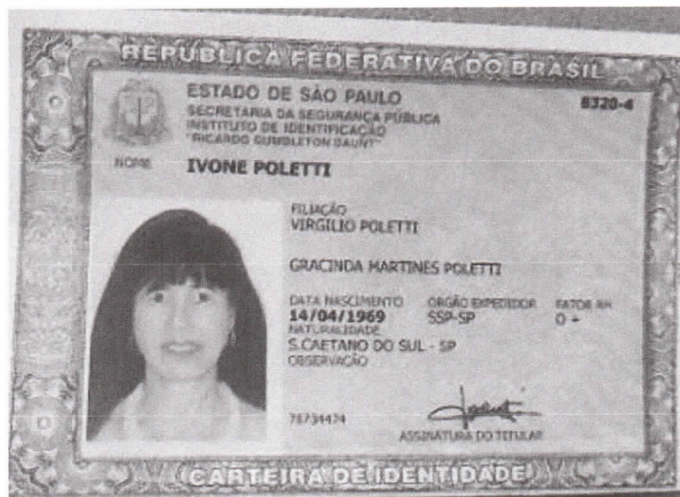 REPÚBLICA FEDERATIVA DO BRASIL
ESTADO DE SÃO PAULO
8320-4
SECRETARIA DA SEGURANÇA PÚBLICA
INSTITUTO DE IDENTIFICAÇÃO
"RICARDO GUMBLETON DAUNT"
NOME IVONE POLETTI
FILIAÇÃO
VIRGILIO POLETTI
GRACINDA MARTINES POLETTI
DATA NASCIMENTO ORGÃO EXPEDIDOR FATOR RH
14/04/1969 SSP-SP O +
NATURALIDADE
S.CAETANO DO SUL - SP
OBSERVAÇÃO
ASSINATURA DO TITULAR
CARTEIRA DE IDENTIDADE